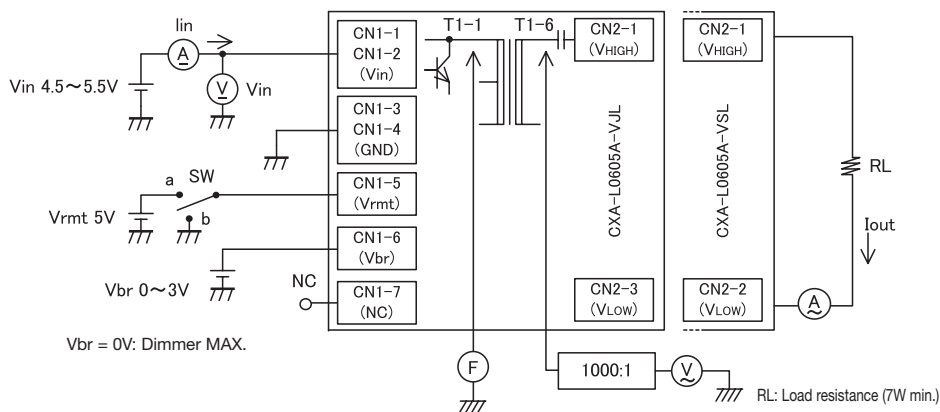 Iin
A
Vin 4.5～5.5V
V
Vin
CN1-1
CN1-2
(Vin)
CN1-3
CN1-4
(GND)
a
SW
b
Vrmt 5V
CN1-5
(Vrmt)
CN1-6
(Vbr)
Vbr 0～3V
NC
CN1-7
(NC)
Vbr = 0V: Dimmer MAX.
T1-1
T1-6
CN2-1
(VHIGH)
CXA-L0605A-VJL
CN2-3
(VLOW)
F
1000:1
V
CN2-1
(VHIGH)
CXA-L0605A-VSL
CN2-2
(VLOW)
RL
Iout
A
RL: Load resistance (7W min.)